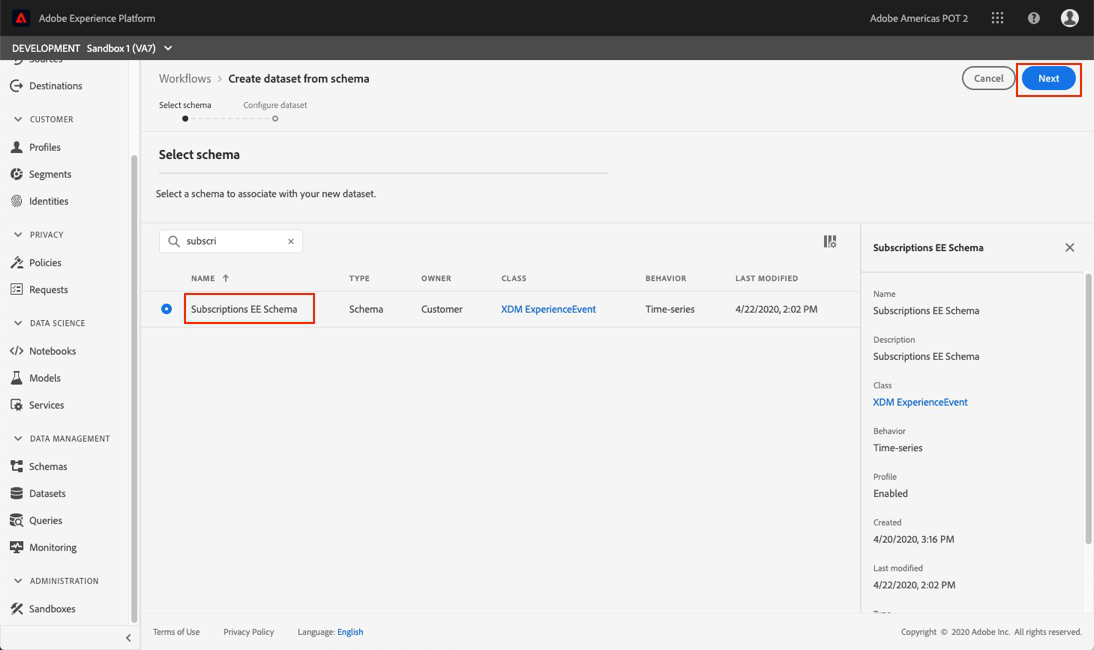 Adobe Experience Platform
Adobe Americas POT 2
DEVELOPMENT Sandbox 1 (VA7)
Sources
Destinations
CUSTOMER
Profiles
Segments
Identities
PRIVACY
Policies
Requests
DATA SCIENCE
Notebooks
Models
Services
DATA MANAGEMENT
Schemas
Datasets
Queries
Monitoring
ADMINISTRATION
Sandboxes
Workflows > Create dataset from schema
Cancel
Next
Select schema
Configure dataset
Select schema
Select a schema to associate with your new dataset.
subscri
NAME TYPE OWNER CLASS BEHAVIOR LAST MODIFIED
Subscriptions EE Schema Schema Customer XDM ExperienceEvent Time-series 4/22/2020, 2:02 PM
Subscriptions EE Schema
Name
Subscriptions EE Schema
Description
Subscriptions EE Schema
Class
XDM ExperienceEvent
Behavior
Time-series
Profile
Enabled
Created
4/20/2020, 3:16 PM
Last modified
4/22/2020, 2:02 PM
Type
Terms of Use Privacy Policy Language: English
Copyright © 2020 Adobe Inc. All rights reserved.